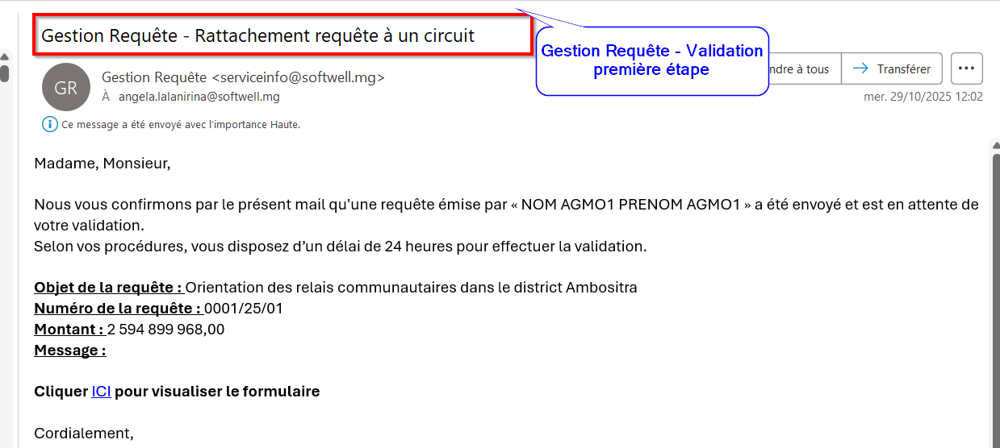 Gestion Requête - Rattachement requête à un circuit
Gestion Requête - Validation
première étape
GR
Gestion Requête <serviceinfo@softwell.mg>
À angela.lalanirina@softwell.mg
ndre à tous
Transférer
mer. 29/10/2025 12:02
Ce message a été envoyé avec l'importance Haute.
Madame, Monsieur,
Nous vous confirmons par le présent mail qu'une requête émise par « NOM AGMO1 PRENOM AGMO1 » a été envoyé et est en attente de
votre validation.
Selon vos procédures, vous disposez d’un délai de 24 heures pour effectuer la validation.
Objet de la requête : Orientation des relais communautaires dans le district Ambositra
Numéro de la requête : 0001/25/01
Montant : 2 594 899 968,00
Message :
Cliquer ICI pour visualiser le formulaire
Cordialement,